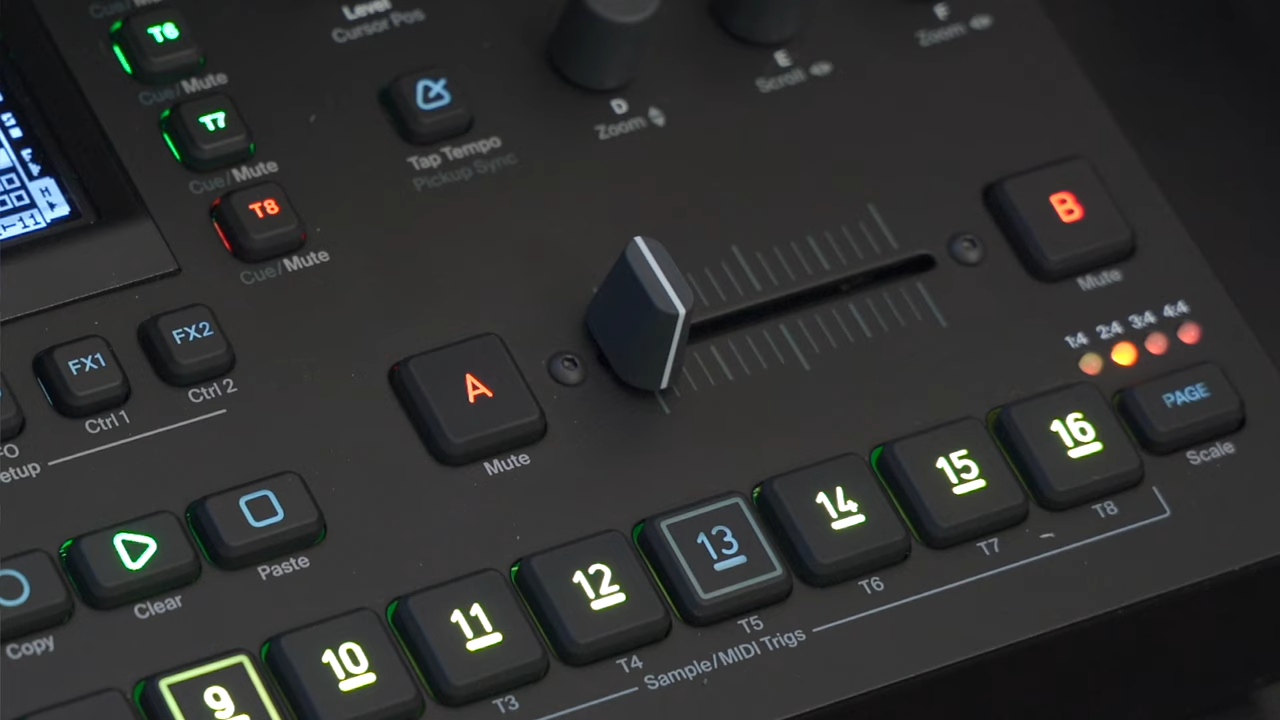 T6
Cue/Mute
T7
Cue/Mute
T8
Cue/Mute
Level
Cursor Pos
Tap Tempo
Pickup Sync
D
Zoom
E
Scroll
F
Zoom
B
Mute
A
Mute
1:4 2:4 3:4 4:4
PAGE
Scale
FX1
Ctrl 1
FX2
Ctrl 2
Copy
Clear
Paste
9
10
11
12
13
14
15
16
T3
T4
T5
T6
T7
T8
Sample/MIDI Trigs